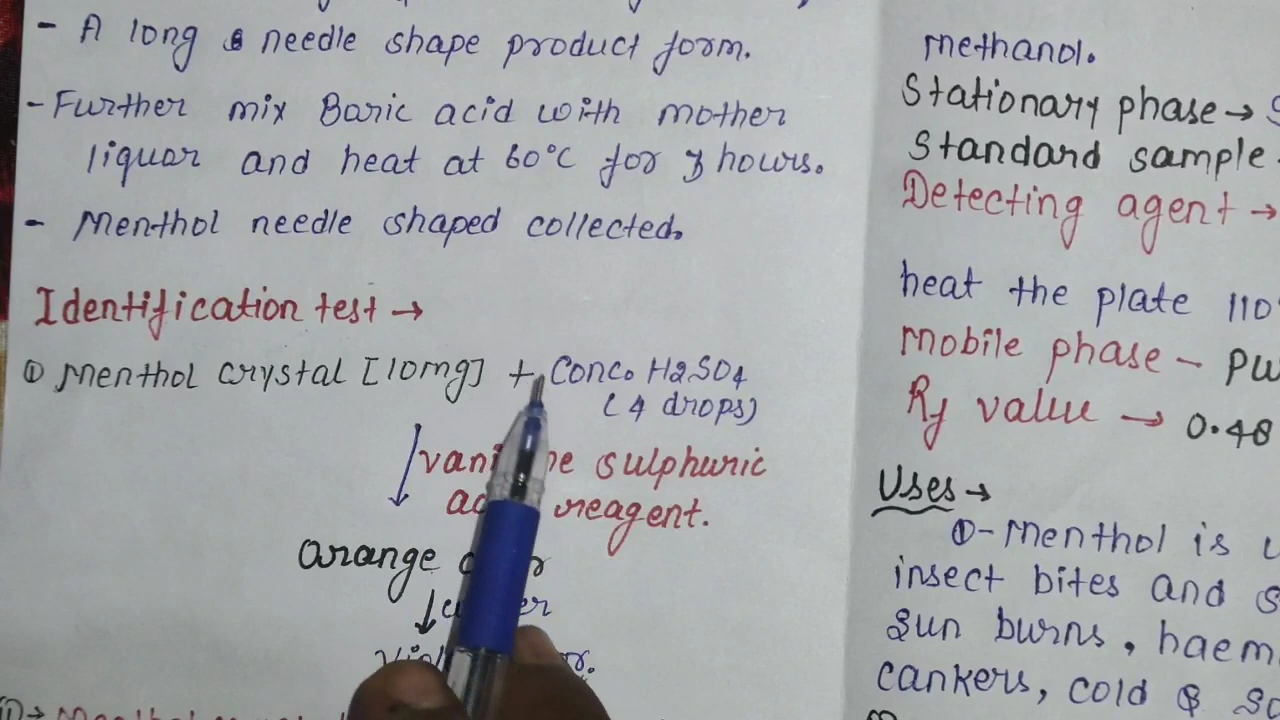 - A long needle shape product form.
- Further mix Baric acid with mother
liquar and heat at 60°C for hours.
- Menthol needle shaped collected.
Identification test →
① Menthol crystal [10mg] + Conc. H2SO4
(4 drops)
sulphuric
reagent.
Orange
↓
methanol.
Stationary phase →
Standard sample
Detecting agent →
heat the plate 110
Mobile phase -
Rf value → 0.48
Uses →
①- Menthol is
insect bites and
Sun burns, haem
cankers, cold &